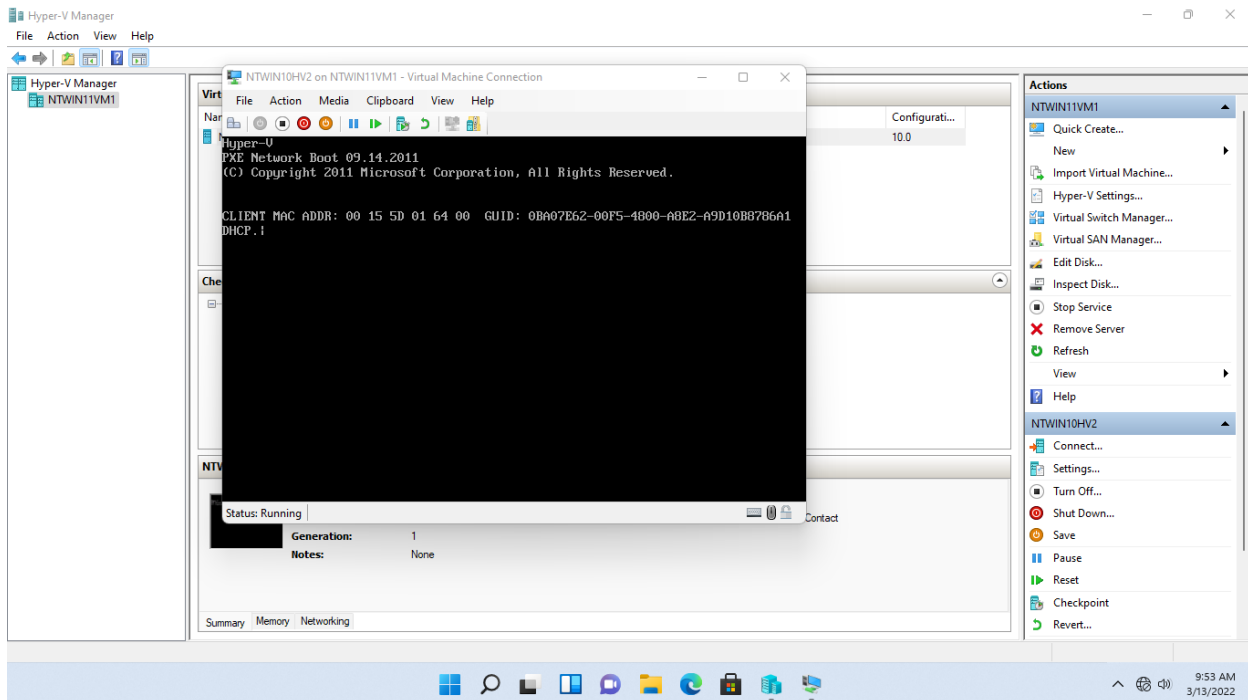 Hyper-V Manager
File Action View Help
Hyper-V Manager
NTWIN11VM1
Virt
Nar
Configurati...
10.0
NTWIN10HV2 on NTWIN11VM1 - Virtual Machine Connection
File Action Media Clipboard View Help
Hyper-V
PXE Network Boot 09.14.2011
(C) Copyright 2011 Microsoft Corporation, All Rights Reserved.
CLIENT MAC ADDR: 00 15 5D 01 64 00 GUID: 0BA07E62-00F5-4800-A8E2-A9D10B8786A1
DHCP.
Status: Running
Che
NTV
Contact
Generation: 1
Notes: None
Summary Memory Networking
Actions
NTWIN11VM1
Quick Create...
New
Import Virtual Machine...
Hyper-V Settings...
Virtual Switch Manager...
Virtual SAN Manager...
Edit Disk...
Inspect Disk...
Stop Service
Remove Server
Refresh
View
Help
NTWIN10HV2
Connect...
Settings...
Turn Off...
Shut Down...
Save
Pause
Reset
Checkpoint
Revert...
9:53 AM
3/13/2022